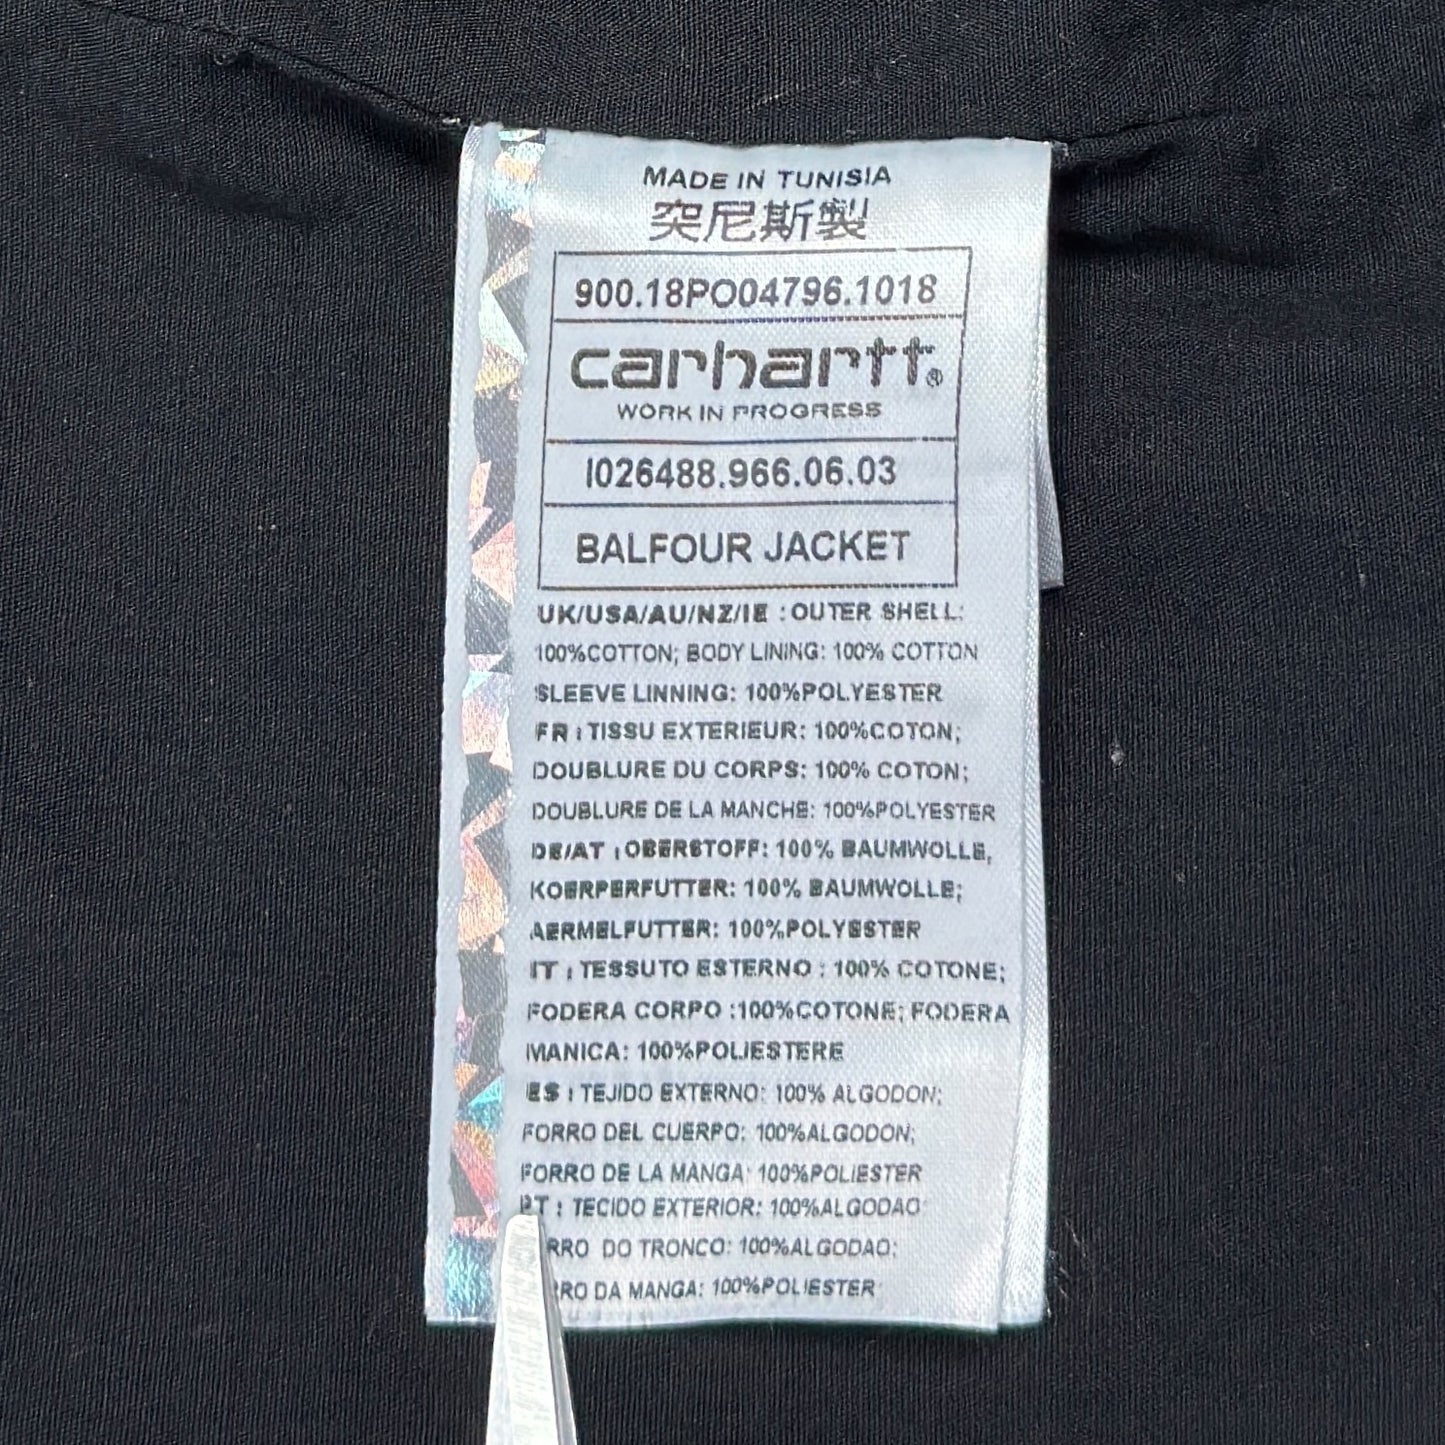 MADE IN TUNISIA
突尼斯製
900.18PO04796.1018
carhartt®
WORK IN PROGRESS
I026488.966.06.03
BALFOUR JACKET
UK/USA/AU/NZ/IE : OUTER SHELL:
100%COTTON; BODY LINING: 100% COTTON
SLEEVE LINNING: 100%POLYESTER
FR : TISSU EXTERIEUR: 100%COTON;
DOUBLURE DU CORPS: 100% COTON;
DOUBLURE DE LA MANCHE: 100%POLYESTER
DE/AT : OBERSTOFF: 100% BAUMWOLLE,
KOERPERFUTTER: 100% BAUMWOLLE;
AERMELFUTTER: 100%POLYESTER
IT : TESSUTO ESTERNO : 100% COTONE;
FODERA CORPO :100%COTONE; FODERA
MANICA: 100%POLIESTERE
ES : TEJIDO EXTERNO: 100% ALGODON;
FORRO DEL CUERPO: 100%ALGODON;
FORRO DE LA MANGA: 100%POLIESTER
PT : TECIDO EXTERIOR: 100%ALGODAO:
RRO DO TRONCO: 100%ALGODAO:
RRO DA MANGA: 100%POLIESTER